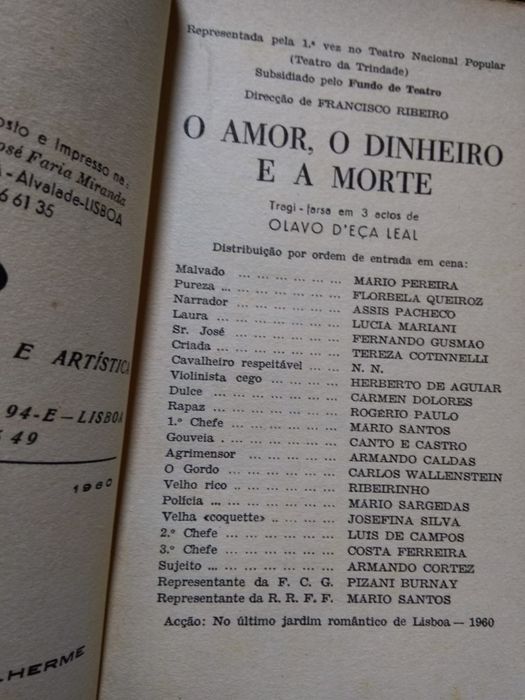 osto e Impresso na:
osé Faria Miranda
- Alvalade-LISBOA
6 61 35
E ARTÍSTICA
94-E — LISBOA
49
1960
HERME
Representada pela 1.ª vez no Teatro Nacional Popular
(Teatro da Trindade)
Subsidiado pelo Fundo de Teatro
Direcção de FRANCISCO RIBEIRO
O AMOR, O DINHEIRO
E A MORTE
Tragi-farsa em 3 actos de
OLAVO D'EÇA LEAL
Distribuição por ordem de entrada em cena:
Malvado ... ... ... ... ... ... MARIO PEREIRA
Pureza ... ... ... ... ... ... FLORBELA QUEIROZ
Narrador ... ... ... ... ... ASSIS PACHECO
Laura ... ... ... ... ... ... LUCIA MARIANI
Sr. José ... ... ... ... ... FERNANDO GUSMAO
Criada ... ... ... ... ... ... TEREZA COTINNELLI
Cavalheiro respeitável ... ... N. N.
Violinista cego ... ... ... ... HERBERTO DE AGUIAR
Dulce ... ... ... ... ... ... CARMEN DOLORES
Rapaz ... ... ... ... ... ... ROGÉRIO PAULO
1.º Chefe ... ... ... ... ... MARIO SANTOS
Gouveia . ... ... ... ... ... CANTO E CASTRO
Agrimensor ... ... ... ... ARMANDO CALDAS
O Gordo ... ... ... ... ... CARLOS WALLENSTEIN
Velho rico .. ... ... ... ... RIBEIRINHO
Polícia ... ... ... ... ... ... MARIO SARGEDAS
Velha «coquette» .. ... ... ... JOSEFINA SILVA
2.º Chefe ... ... ... ... ... LUIS DE CAMPOS
3.º Chefe ... ... ... ... ... COSTA FERREIRA
Sujeito ... ... ... ... ... ... ARMANDO CORTEZ
Representante da F. C. G. PIZANI BURNAY
Representante da R. R. F. F. MARIO SANTOS
Acção: No último jardim romântico de Lisboa — 1960